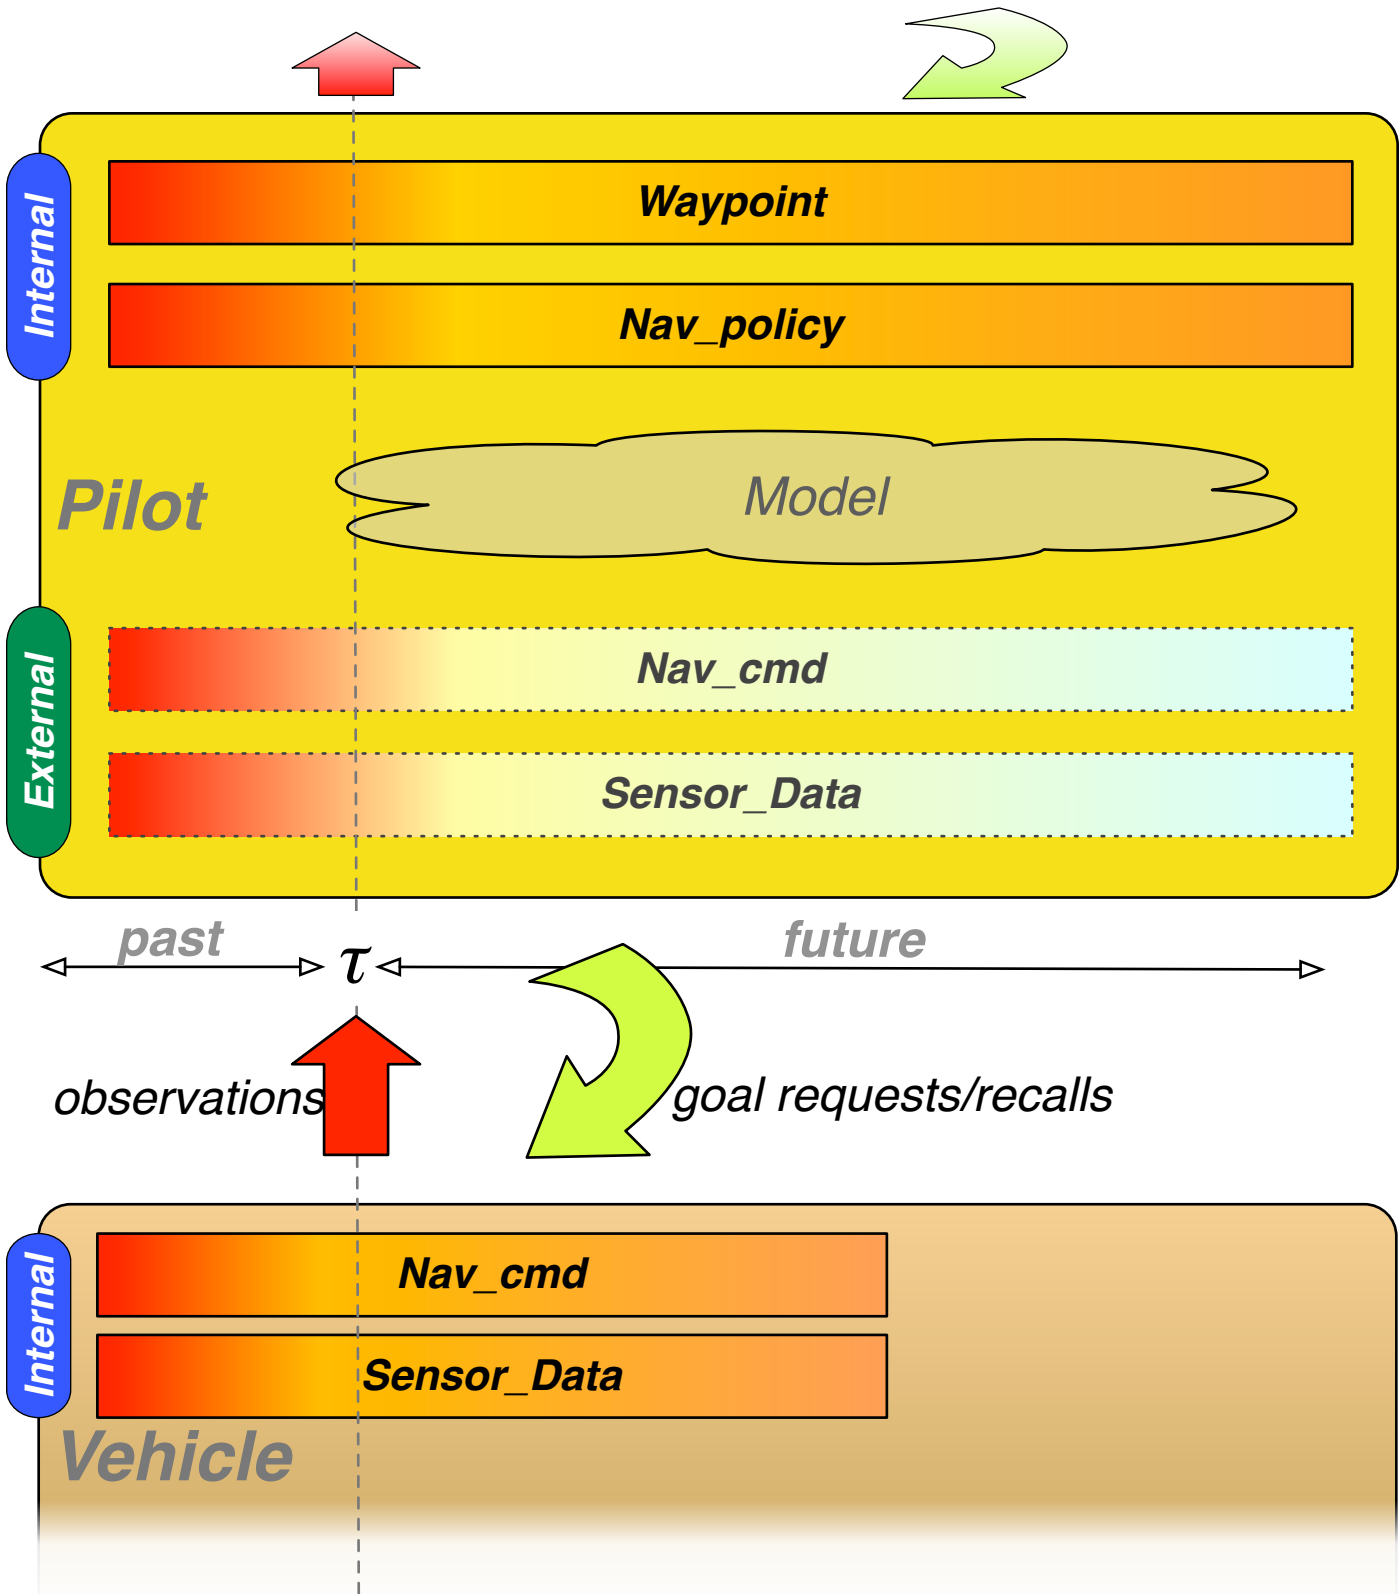 Internal
Waypoint
Nav_policy
Pilot
Model
External
Nav_cmd
Sensor_Data
past
τ
future
observations
goal requests/recalls
Internal
Nav_cmd
Sensor_Data
Vehicle